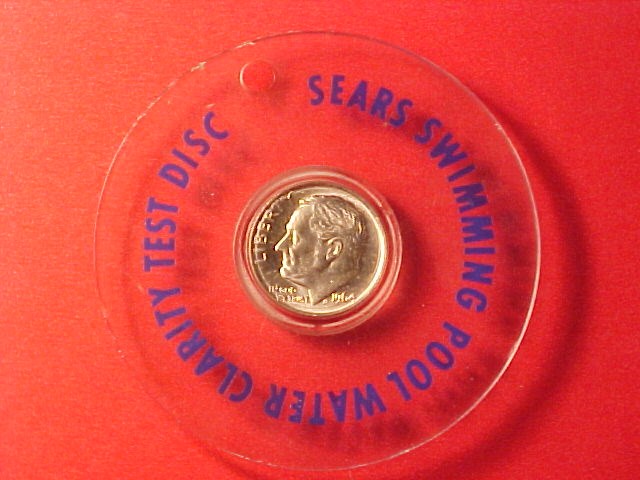 SEARS SWIMMING POOL WATER CLARITY TEST DISC
LIBERTY